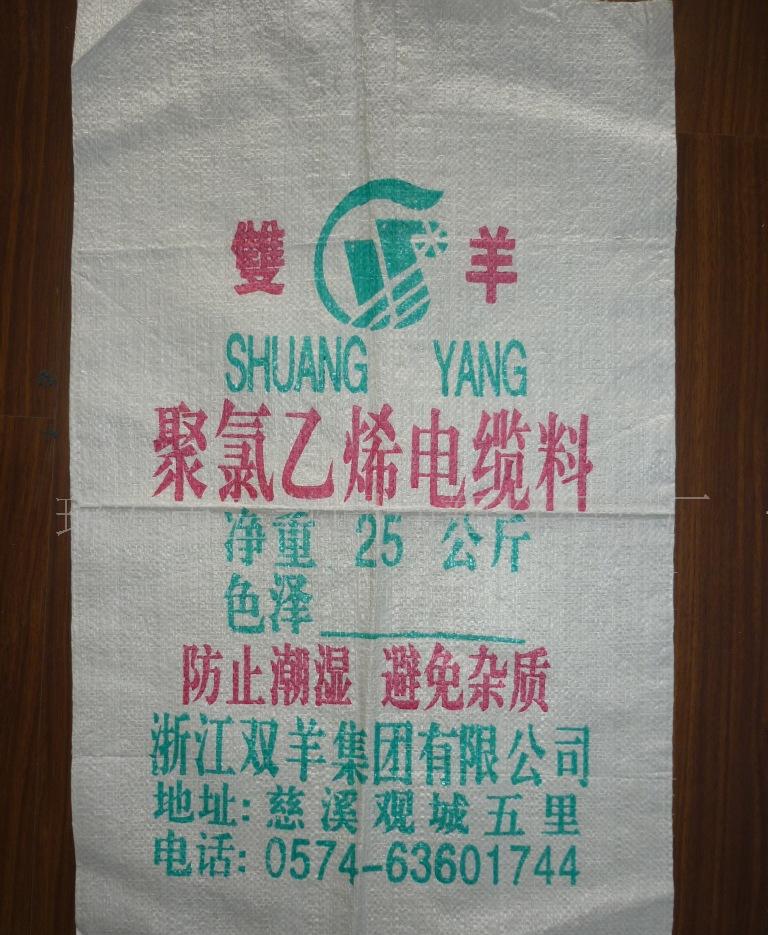 雙 羊
SHUANG YANG
聚氯乙烯电缆料
净重 25 公斤
色泽
防止潮湿 避免杂质
浙江双羊集团有限公司
地址: 慈溪观城五里
电话: 0574-63601744